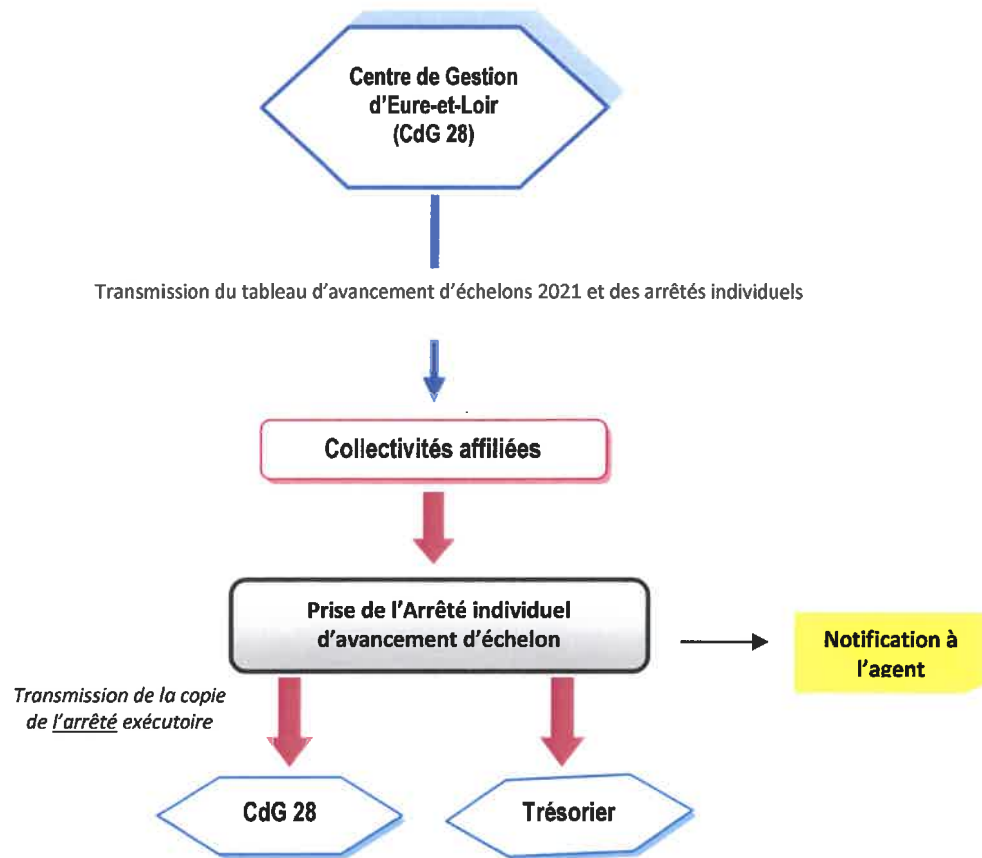 Centre de Gestion
d'Eure-et-Loir
(CdG 28)
Transmission du tableau d'avancement d'échelons 2021 et des arrêtés individuels
Collectivités affiliées
Prise de l'Arrêté individuel
d'avancement d'échelon
Notification à
l'agent
Transmission de la copie
de l'arrêté exécutoire
CdG 28
Trésorier